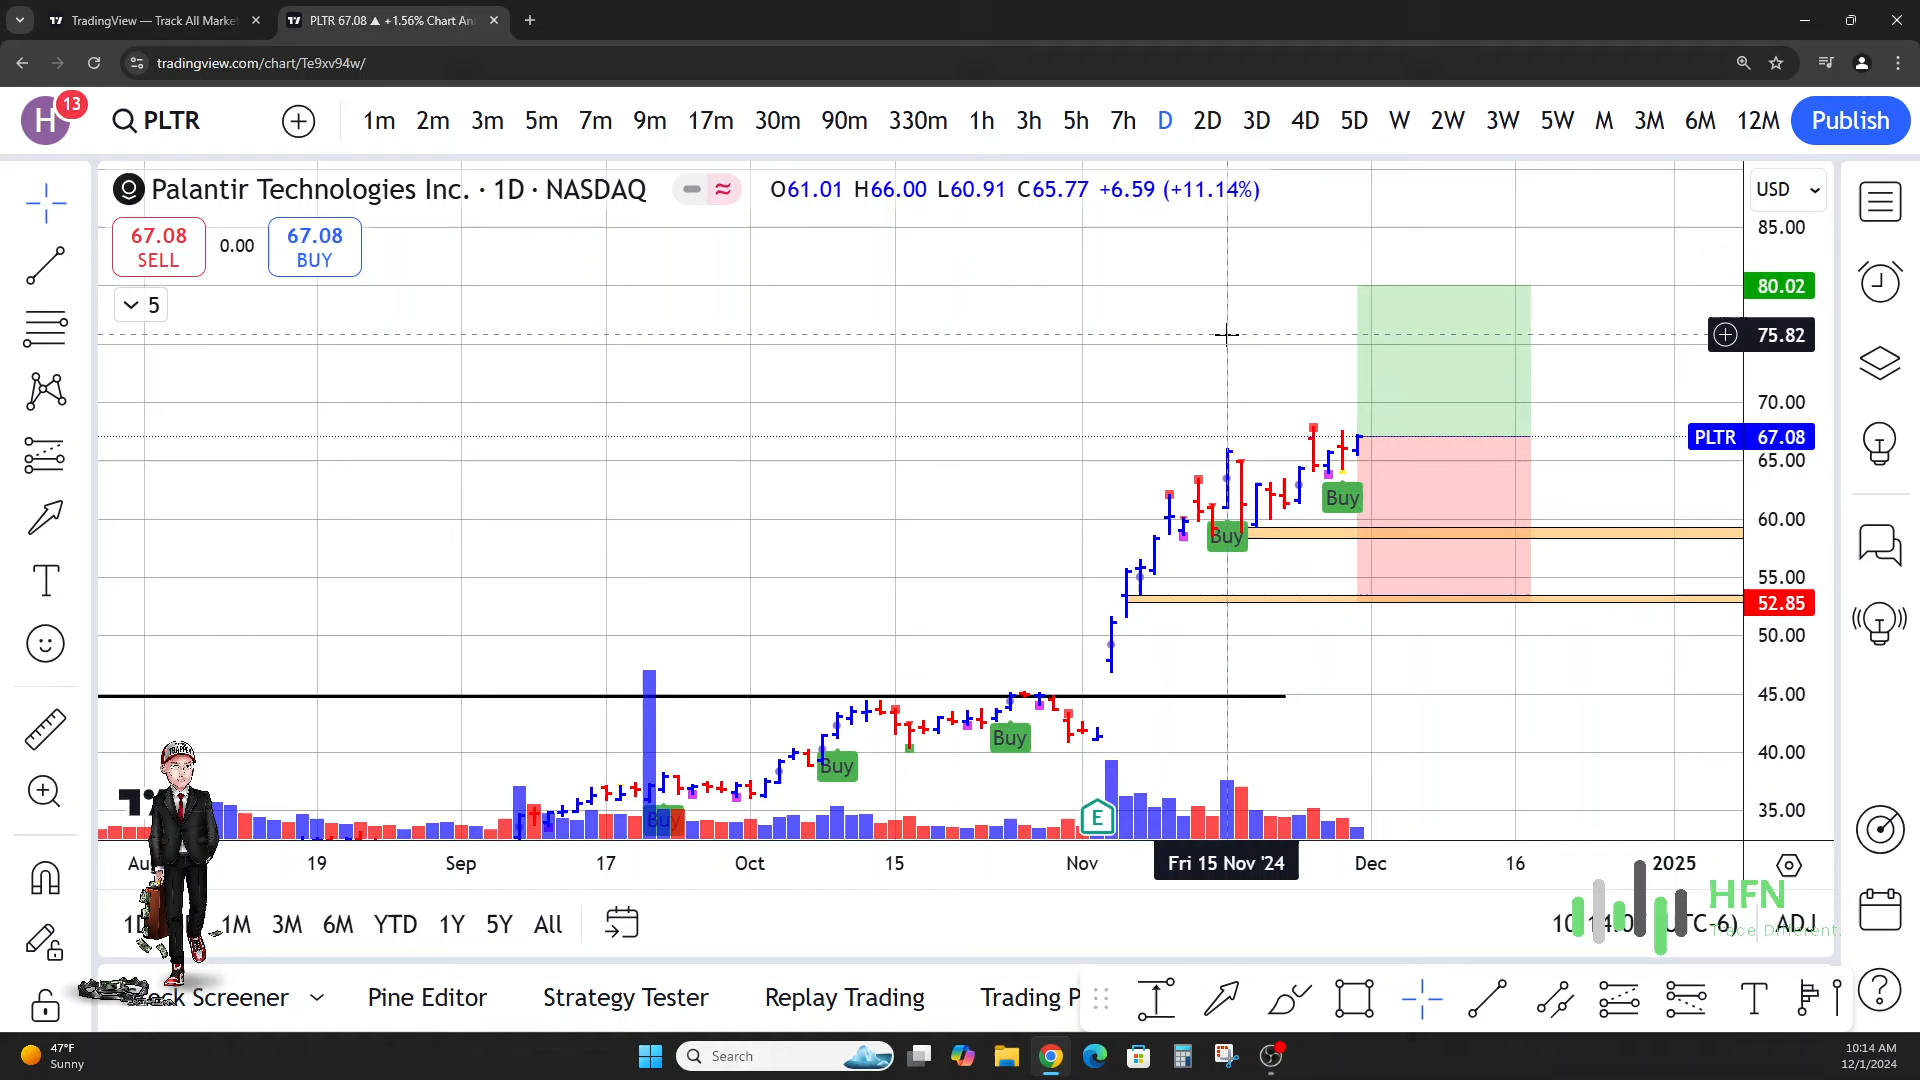 TradingView — Track All Marke
PLTR 67.08 ▲ +1.56% Chart An
tradingview.com/chart/Te9xv94w/
H
13
PLTR
1m 2m 3m 5m 7m 9m 17m 30m 90m 330m 1h 3h 5h 7h D 2D 3D 4D 5D W 2W 3W 5W M 3M 6M 12M
Publish
Palantir Technologies Inc. · 1D · NASDAQ
O61.01 H66.00 L60.91 C65.77 +6.59 (+11.14%)
USD
67.08
SELL
0.00
67.08
BUY
5
85.00
80.02
75.82
70.00
PLTR 67.08
65.00
60.00
55.00
52.85
50.00
45.00
40.00
35.00
Buy
Buy
Buy
Buy
Buy
E
TRAPPER
19
Sep
17
Oct
15
Nov
Fri 15 Nov '24
Dec
16
2025
1M 3M 6M YTD 1Y 5Y All
HFN
Trade Different.
ADJ
Screener
Pine Editor
Strategy Tester
Replay Trading
Trading P
47°F
Sunny
Search
10:14 AM
12/1/2024